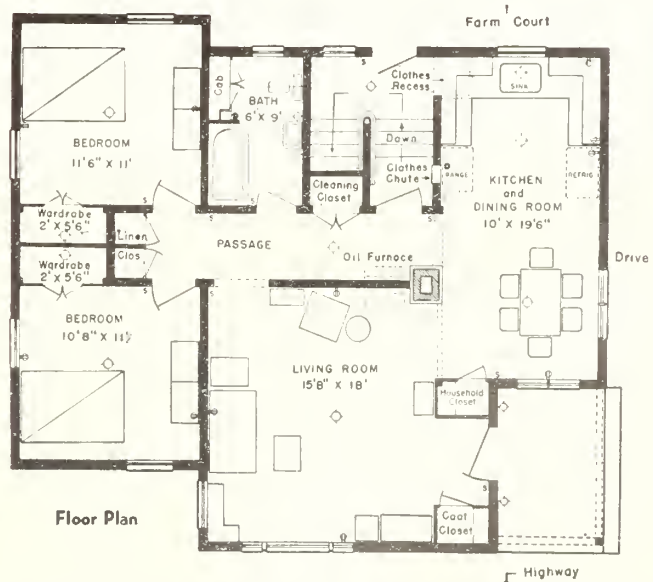 Farm Court
Cab
BATH
6' X 9'
Clothes
Recess
SINK
BEDROOM
11'6" X 11'
Down
Clothes
Chute
RANGE
REFRIG
Cleaning
Closet
KITCHEN
and
DINING ROOM
10' X 19'6"
Wardrobe
2' X 5'6"
Linen
PASSAGE
Oil Furnace
Drive
Wardrobe
2' X 5'6"
Clos.
BEDROOM
10'8" X 11½'
LIVING ROOM
15'8" X 18'
Household
Closet
Coat
Closet
Floor Plan
Highway
S
S
S
S
S
S
S
S
S